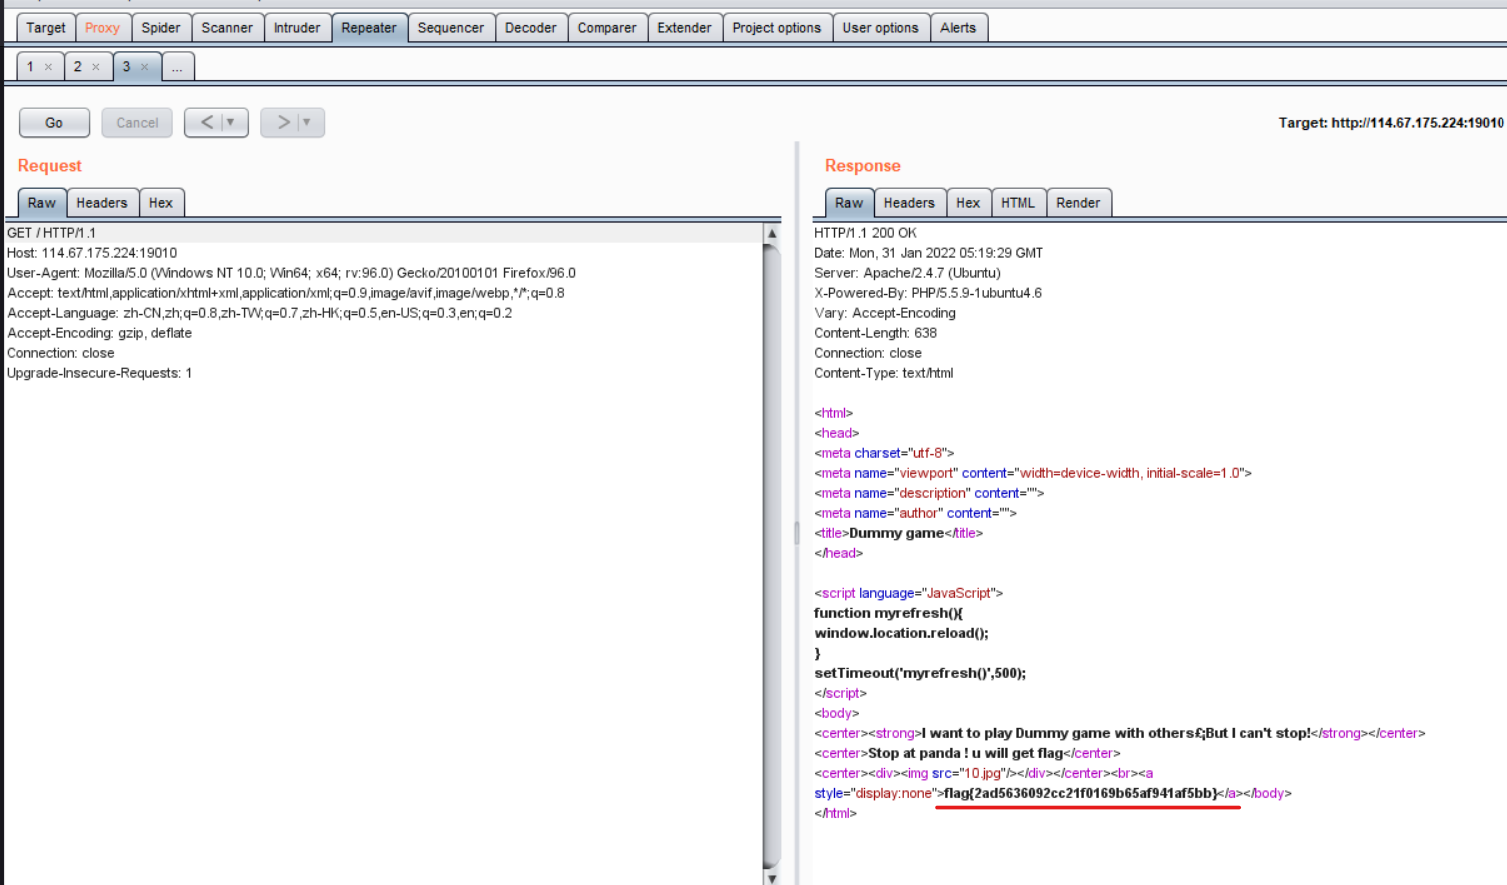 Target Proxy Spider Scanner Intruder Repeater Sequencer Decoder Comparer Extender Project options User options Alerts
1 × 2 × 3 × ...
Go Cancel < ▼ > ▼
Target: http://114.67.175.224:19010
Request
Raw Headers Hex
GET / HTTP/1.1
Host: 114.67.175.224:19010
User-Agent: Mozilla/5.0 (Windows NT 10.0; Win64; x64; rv:96.0) Gecko/20100101 Firefox/96.0
Accept: text/html,application/xhtml+xml,application/xml;q=0.9,image/avif,image/webp,*/*;q=0.8
Accept-Language: zh-CN,zh;q=0.8,zh-TW;q=0.7,zh-HK;q=0.5,en-US;q=0.3,en;q=0.2
Accept-Encoding: gzip, deflate
Connection: close
Upgrade-Insecure-Requests: 1
Response
Raw Headers Hex HTML Render
HTTP/1.1 200 OK
Date: Mon, 31 Jan 2022 05:19:29 GMT
Server: Apache/2.4.7 (Ubuntu)
X-Powered-By: PHP/5.5.9-1ubuntu4.6
Vary: Accept-Encoding
Content-Length: 638
Connection: close
Content-Type: text/html
<html>
<head>
<meta charset="utf-8">
<meta name="viewport" content="width=device-width, initial-scale=1.0">
<meta name="description" content="">
<meta name="author" content="">
<title>Dummy game</title>
</head>
<script language="JavaScript">
function myrefresh(){
window.location.reload();
}
setTimeout('myrefresh()',500);
</script>
<body>
<center><strong>I want to play Dummy game with others£¡But I can't stop!</strong></center>
<center>Stop at panda ! u will get flag</center>
<center><div><img src="10.jpg"/></div></center><br><a
style="display:none">flag{2ad5636092cc21f0169b65af941af5bb}</a></body>
</html>